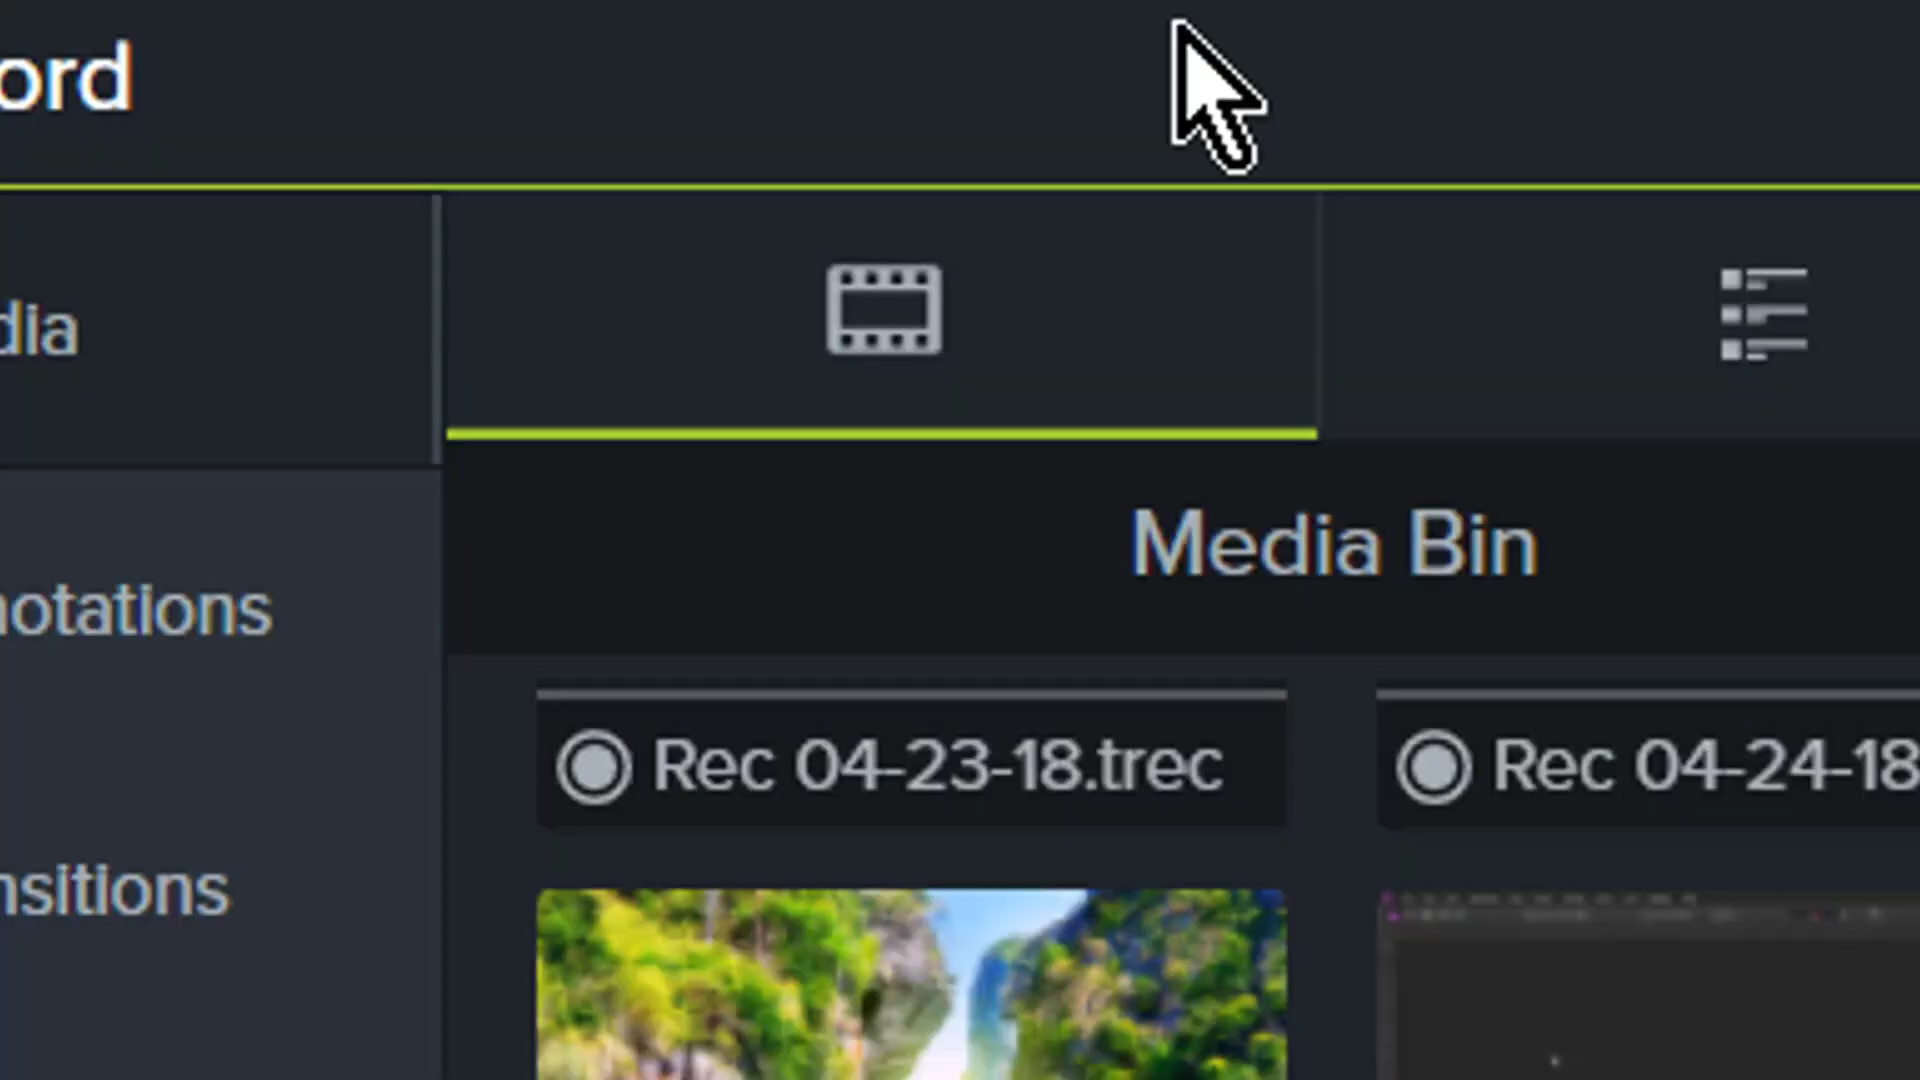 ord
dia
Media Bin
notations
Rec 04-23-18.trec
Rec 04-24-18
nsitions